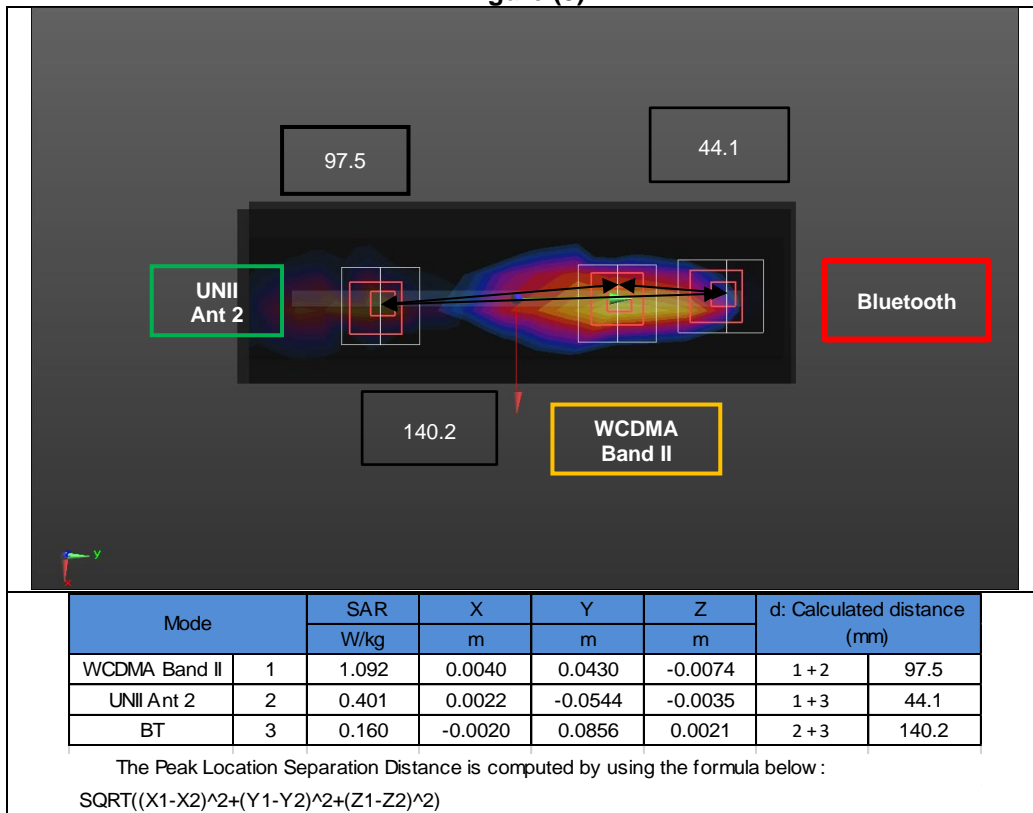 97.5
44.1
UNII
Ant 2
Bluetooth
140.2
WCDMA
Band II
Y
X
Mode SAR X Y Z d: Calculated distance
W/kg m m m (mm)
WCDMA Band II 1 1.092 0.0040 0.0430 -0.0074 1 + 2 97.5
UNII Ant 2 2 0.401 0.0022 -0.0544 -0.0035 1 + 3 44.1
BT 3 0.160 -0.0020 0.0856 0.0021 2 + 3 140.2
The Peak Location Separation Distance is computed by using the formula below :
SQRT((X1-X2)^2+(Y1-Y2)^2+(Z1-Z2)^2)